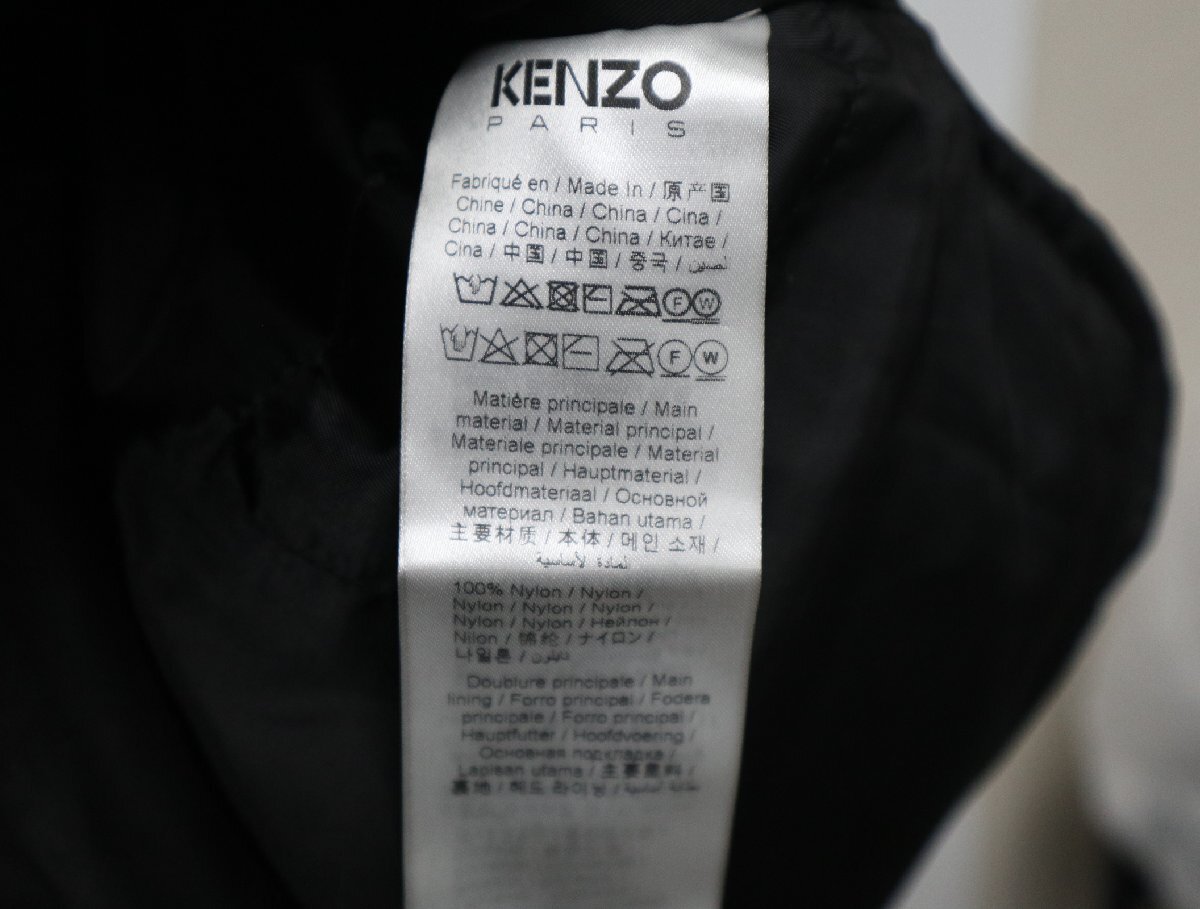 KENZO
PARIS
Fabriqué en / Made In / 原产国
Chine / China / China / Cina /
China / China / China / Китае /
Cina / 中国 / 中国 / 중국 / الصين
F W
F W
Matière principale / Main
material / Material principal /
Materiale principale / Material
principal / Hauptmaterial /
Hoofdmateriaal / Основной
материал / Bahan utama /
主要材质 / 本体 / 메인 소재 /
المادة الأساسية
100% Nylon / Nylon /
Nylon / Nylon / Nylon /
Nylon / Nylon / Нейлон /
Nilon / 锦纶 / ナイロン /
나일론 / نايلون
Doublure principale / Main
lining / Forro principal / Fodera
principale / Forro principal /
Hauptfutter / Hoofdvoering /
Основная подкладка /
Lapisan utama / 主要里料 /
裏地 /